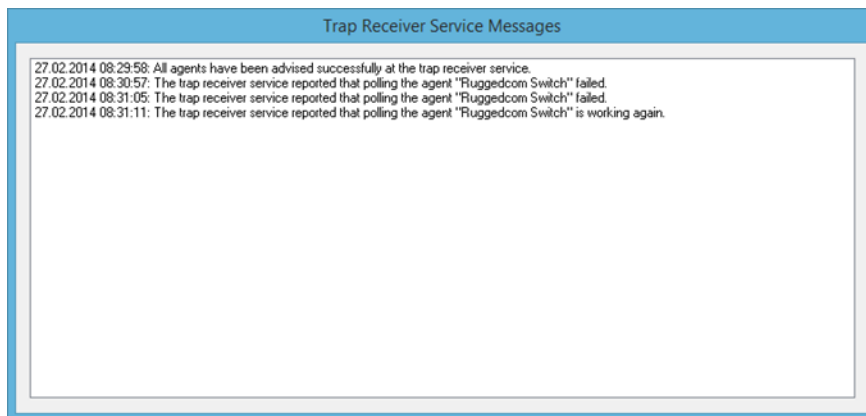 Trap Receiver Service Messages
27.02.2014 08:29:58: All agents have been advised successfully at the trap receiver service.
27.02.2014 08:30:57: The trap receiver service reported that polling the agent "Ruggedcom Switch" failed.
27.02.2014 08:31:05: The trap receiver service reported that polling the agent "Ruggedcom Switch" failed.
27.02.2014 08:31:11: The trap receiver service reported that polling the agent "Ruggedcom Switch" is working again.